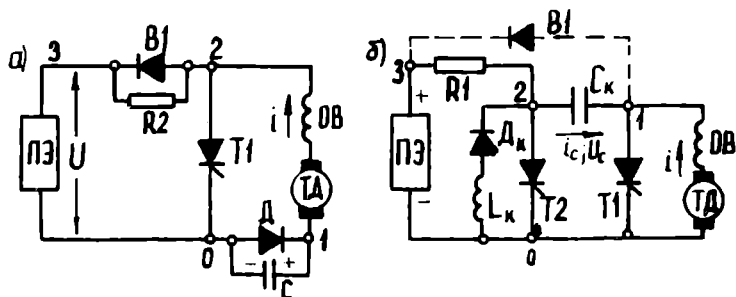 а)
3
В1
2
R2
ПЭ
U
Т1
i
ОВ
ТД
0
Д
1
−
+
С
б)
В1
3
+
R1
2
Cк
1
ПЭ
−
Дк
Lк
iс; Uс
Т2
Т1
i
ОВ
ТД
0